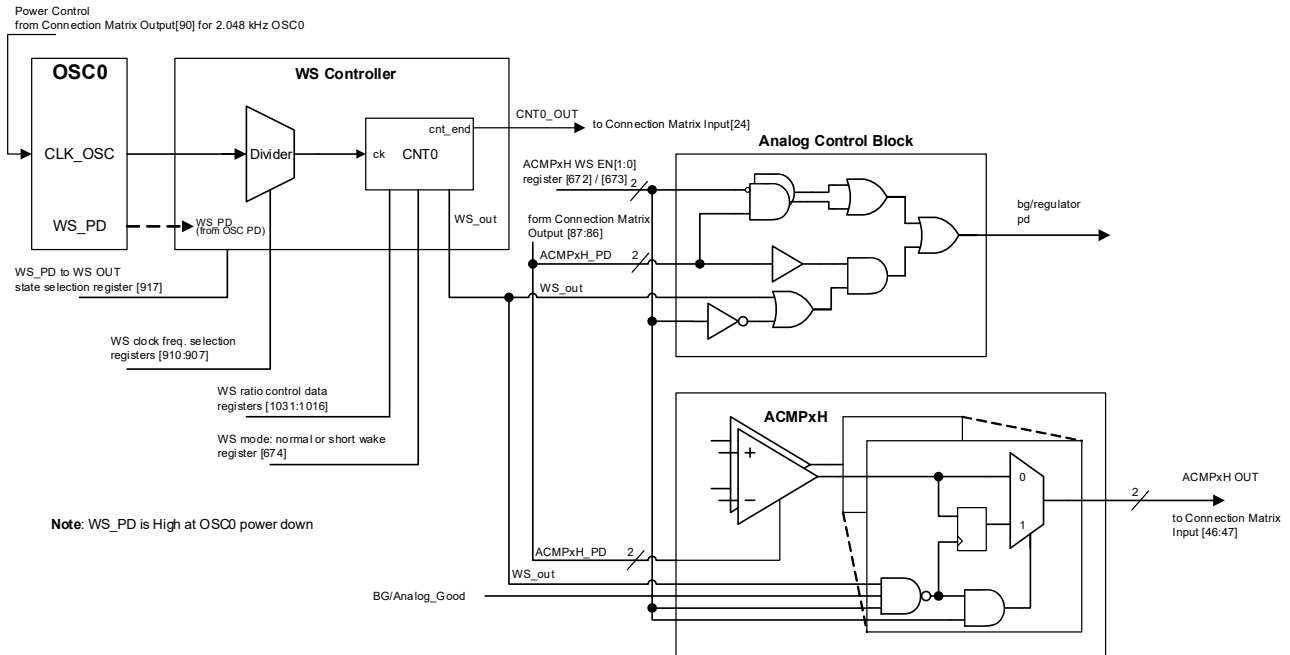 Power Control
from Connection Matrix Output[90] for 2.048 kHz OSC0
OSC0
WS Controller
CLK_OSC
Divider
ck
CNT0
cnt_end
CNT0_OUT
to Connection Matrix Input[24]
WS_PD
WS_PD
(from OSC PD)
WS_out
WS_PD to WS OUT
state selection register [917]
WS clock freq. selection
registers [910:907]
WS ratio control data
registers [1031:1016]
WS mode: normal or short wake
register [674]
Note: WS_PD is High at OSC0 power down
Analog Control Block
ACMPxH WS EN[1:0]
register [672] / [673]
2
form Connection Matrix
Output [87:86]
ACMPxH_PD
2
WS_out
bg/regulator
pd
ACMPxH
+
−
0
1
2
ACMPxH OUT
to Connection Matrix
Input [46:47]
ACMPxH_PD
2
WS_out
BG/Analog_Good